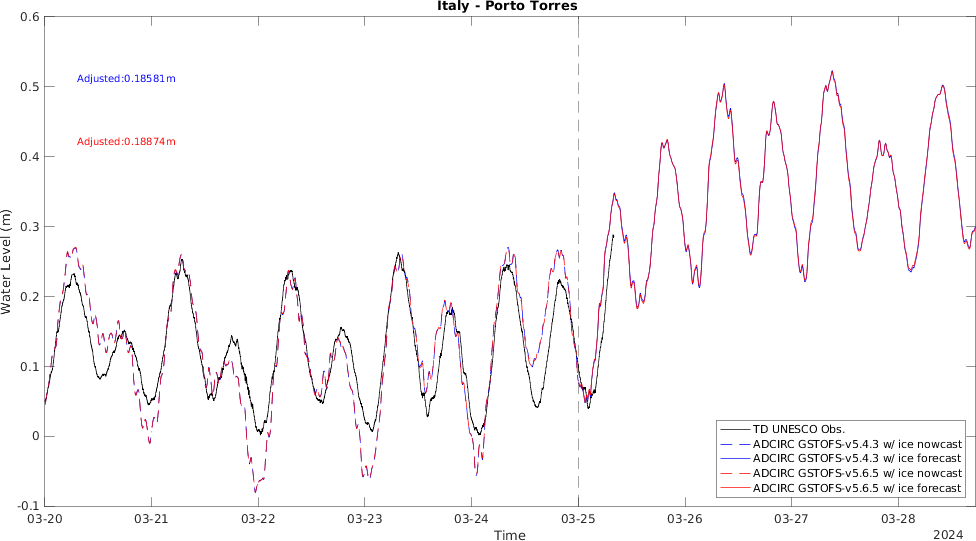 Italy - Porto Torres
0.6
0.5
0.4
0.3
0.2
0.1
0
-0.1
Water Level (m)
Adjusted:0.18581m
Adjusted:0.18874m
TD UNESCO Obs.
ADCIRC GSTOFS-v5.4.3 w/ ice nowcast
ADCIRC GSTOFS-v5.4.3 w/ ice forecast
ADCIRC GSTOFS-v5.6.5 w/ ice nowcast
ADCIRC GSTOFS-v5.6.5 w/ ice forecast
03-20 03-21 03-22 03-23 03-24 03-25 03-26 03-27 03-28
Time
2024